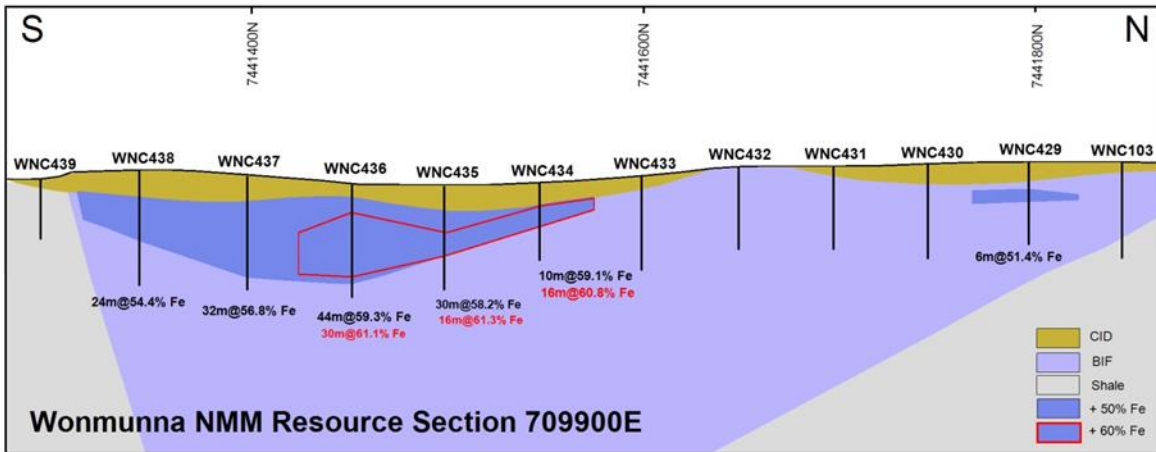 S
7441400N
7441600N
7441800N
N
WNC439
WNC438
WNC437
WNC436
WNC435
WNC434
WNC433
WNC432
WNC431
WNC430
WNC429
WNC103
24m@54.4% Fe
32m@56.8% Fe
44m@59.3% Fe
30m@61.1% Fe
30m@58.2% Fe
16m@61.3% Fe
10m@59.1% Fe
16m@60.8% Fe
6m@51.4% Fe
CID
BIF
Shale
+ 50% Fe
+ 60% Fe
Wonmunna NMM Resource Section 709900E